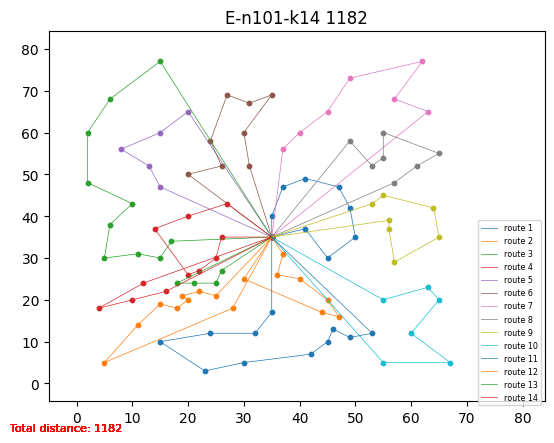 E-n101-k14 1182
80
70
60
50
40
30
20
10
0
0 10 20 30 40 50 60 70 80
route 1
route 2
route 3
route 4
route 5
route 6
route 7
route 8
route 9
route 10
route 11
route 12
route 13
route 14
Total distance: 1182